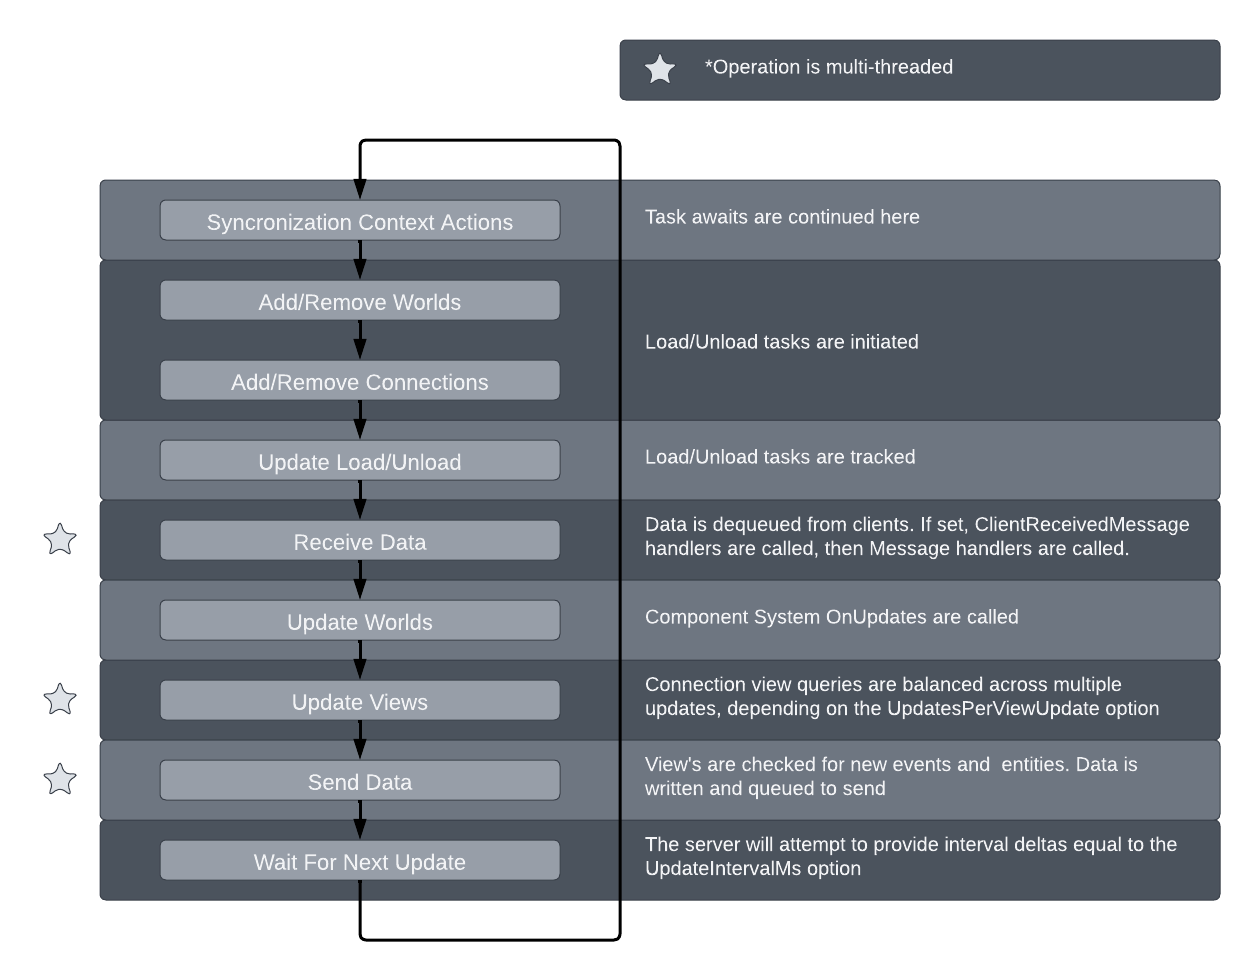 *Operation is multi-threaded
Syncronization Context Actions
Task awaits are continued here
Add/Remove Worlds
Load/Unload tasks are initiated
Add/Remove Connections
Update Load/Unload
Load/Unload tasks are tracked
Receive Data
Data is dequeued from clients. If set, ClientReceivedMessage
handlers are called, then Message handlers are called.
Update Worlds
Component System OnUpdates are called
Update Views
Connection view queries are balanced across multiple
updates, depending on the UpdatesPerViewUpdate option
Send Data
View's are checked for new events and  entities. Data is
written and queued to send
Wait For Next Update
The server will attempt to provide interval deltas equal to the
UpdateIntervalMs option